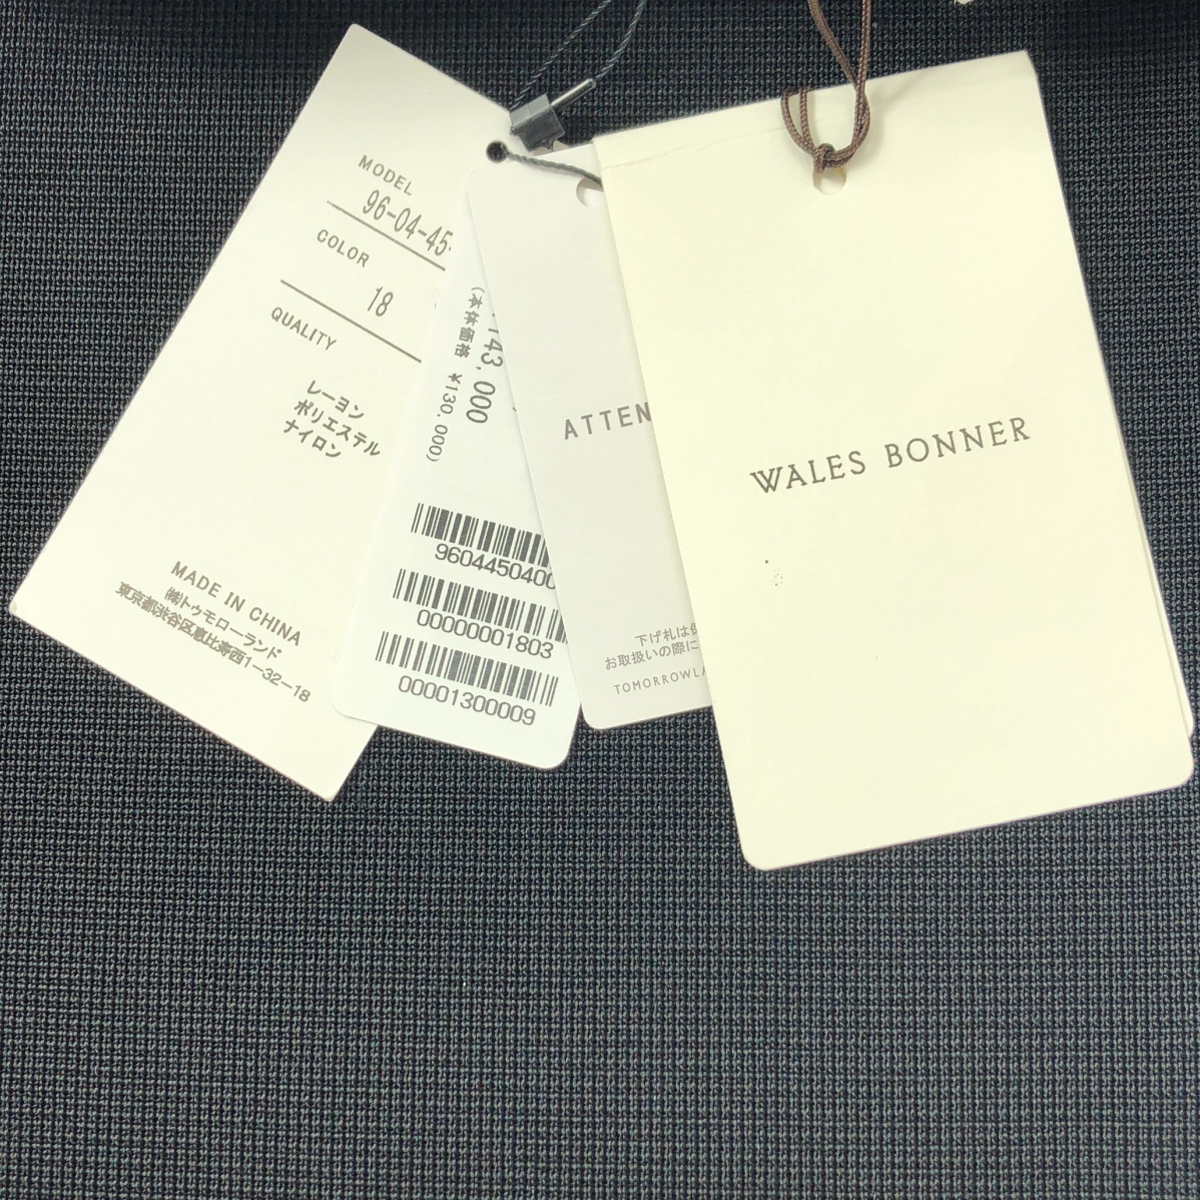 MODEL
96-04-45-
COLOR
18
QUALITY
レーヨン
ポリエステル
ナイロン
MADE IN CHINA
㈱トゥモローランド
東京都渋谷区恵比寿西1-32-18
143,000
(本体価格 ¥130,000)
9604450400
00000001803
00001300009
ATTEN
下げ札は
お取扱いの際に
TOMORROWLA
WALES BONNER